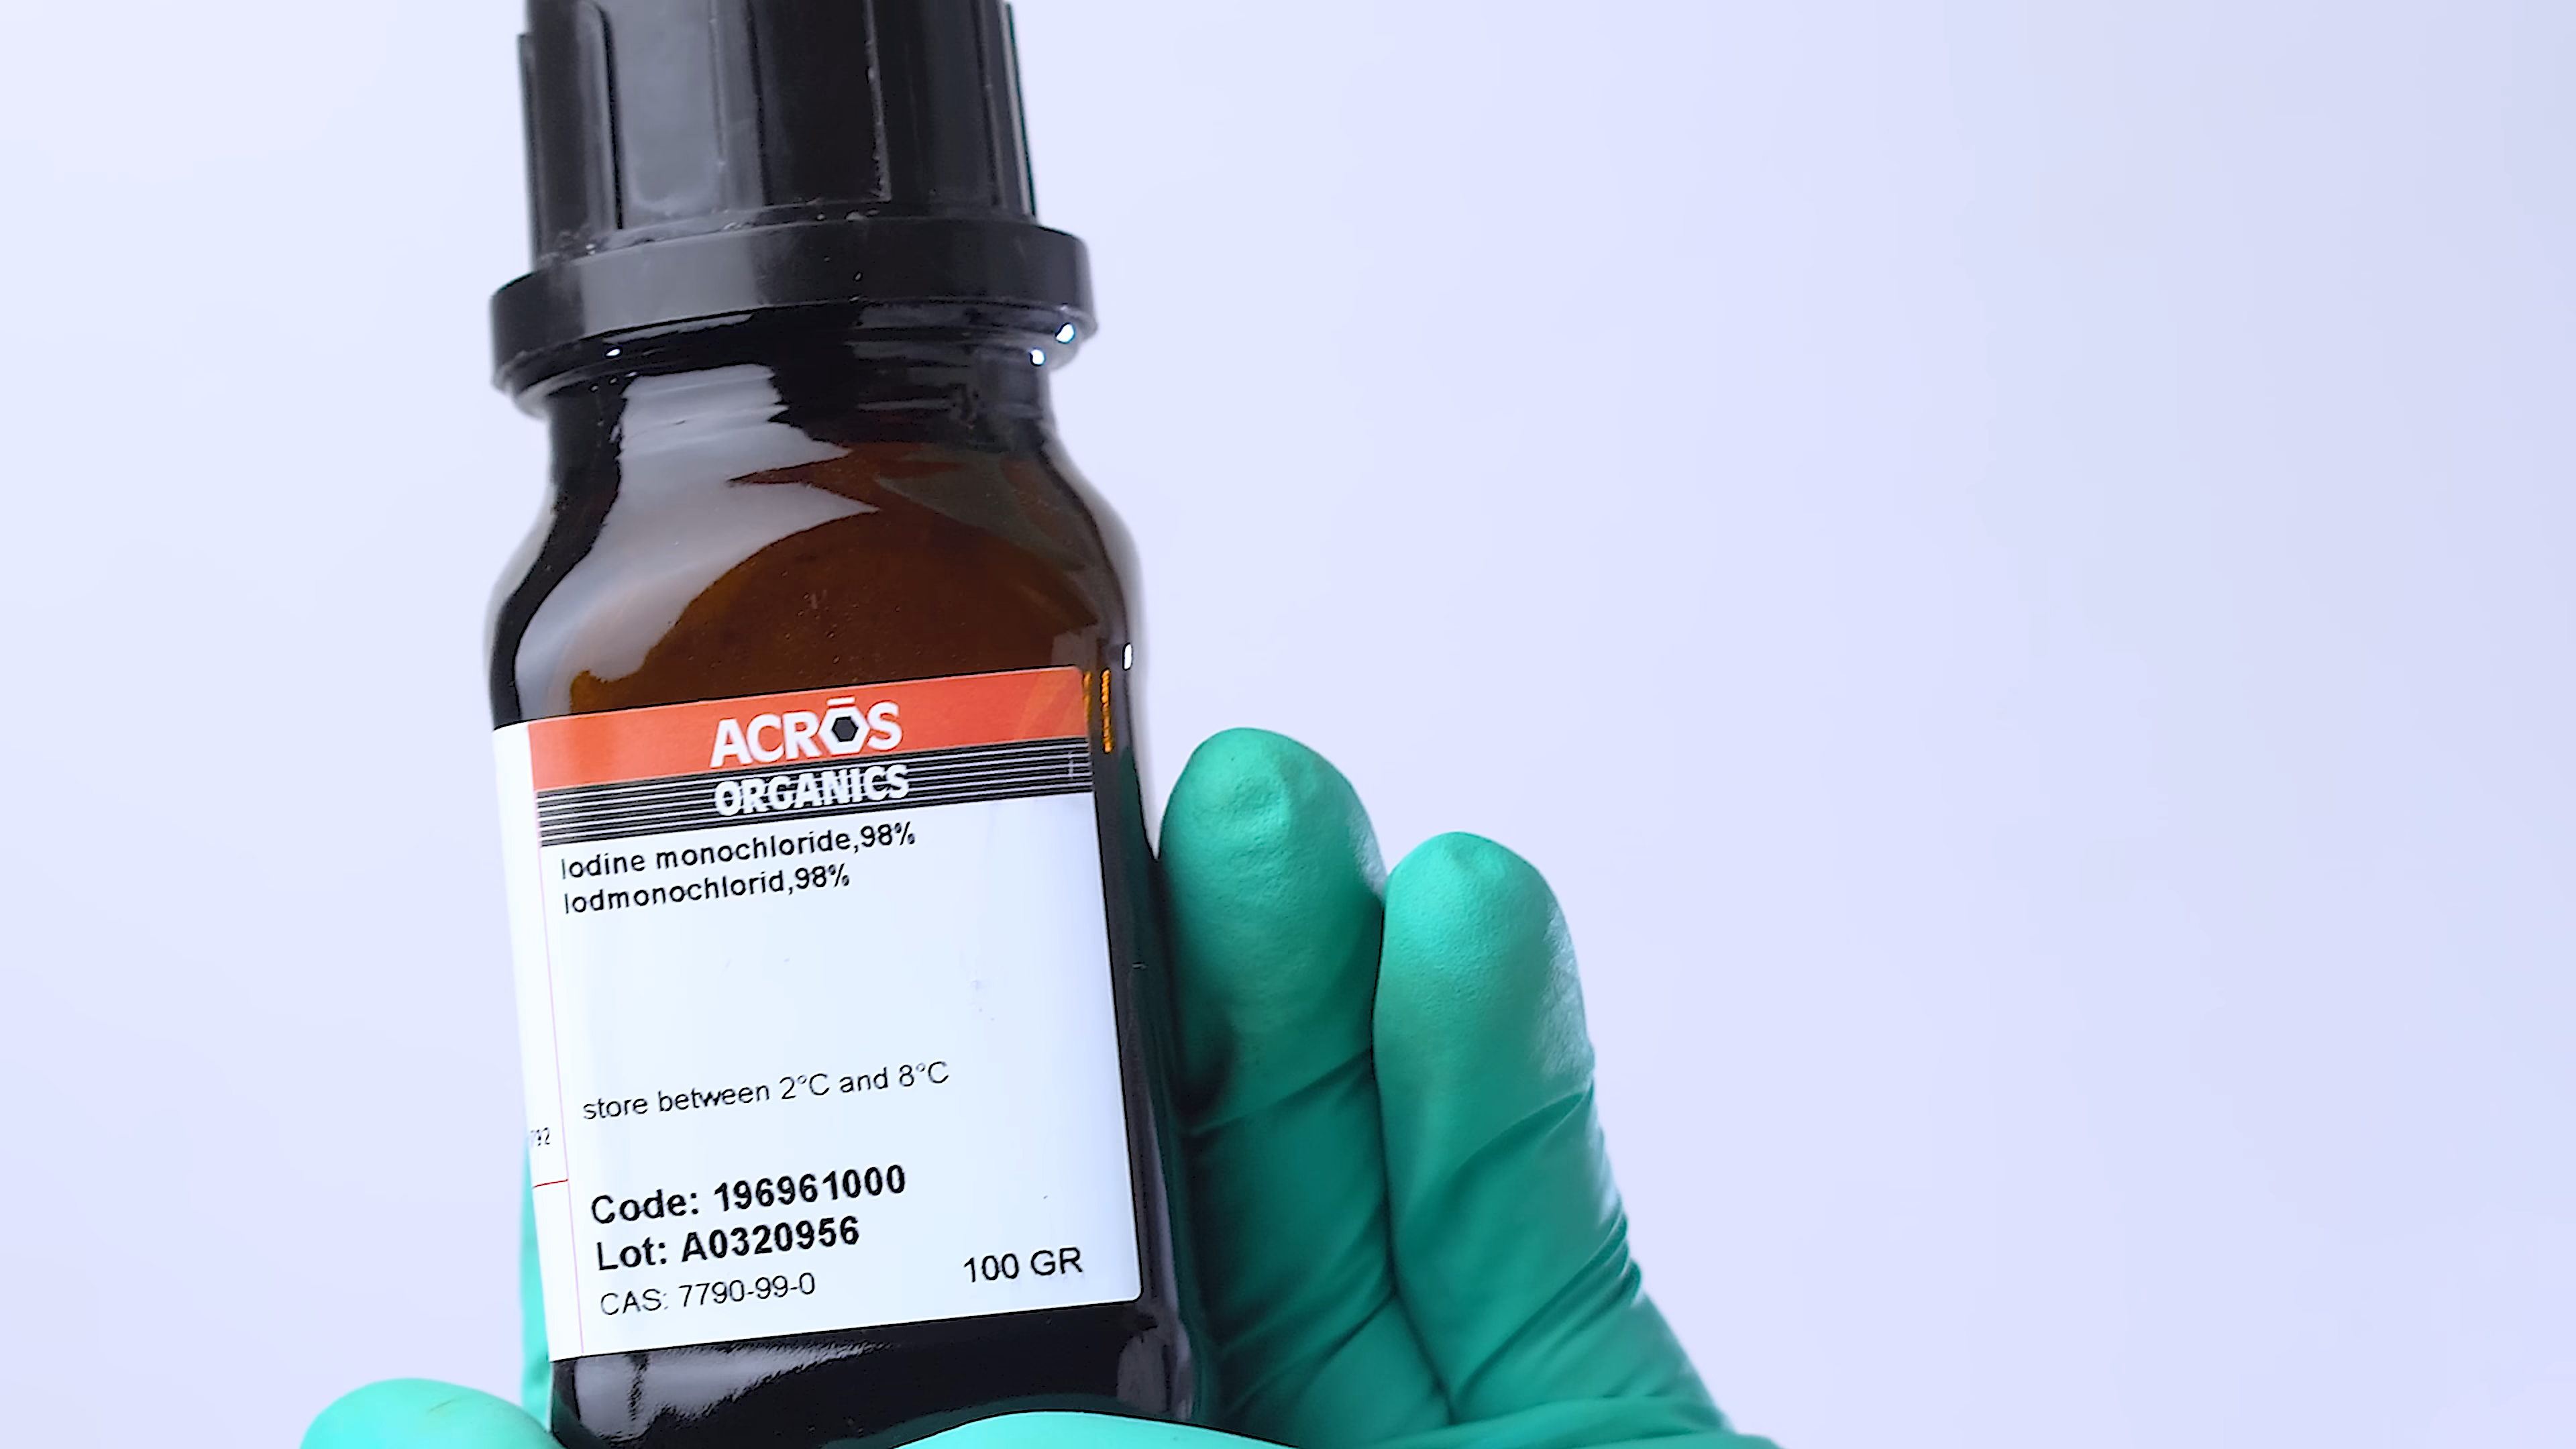 ACRŌS
ORGANICS
Iodine monochloride,98%
Iodmonochlorid,98%
store between 2°C and 8°C
Code: 196961000
Lot: A0320956
CAS: 7790-99-0
100 GR